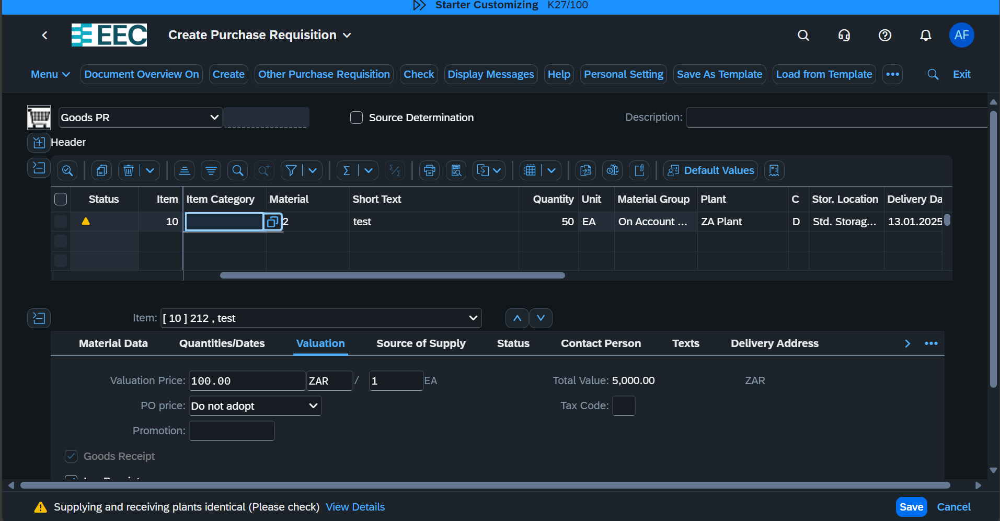 Starter Customizing K27/100
EEC Create Purchase Requisition AF
Menu Document Overview On Create Other Purchase Requisition Check Display Messages Help Personal Setting Save As Template Load from Template ••• Exit
Goods PR Source Determination Description:
Header
Default Values
Status Item Item Category Material Short Text Quantity Unit Material Group Plant C Stor. Location Delivery Da
10 2 test 50 EA On Account ... ZA Plant D Std. Storag... 13.01.2025
Item: [ 10 ] 212 , test
Material Data Quantities/Dates Valuation Source of Supply Status Contact Person Texts Delivery Address •••
Valuation Price: 100.00 ZAR / 1 EA Total Value: 5,000.00 ZAR
PO price: Do not adopt Tax Code:
Promotion:
Goods Receipt
Supplying and receiving plants identical (Please check) View Details Save Cancel